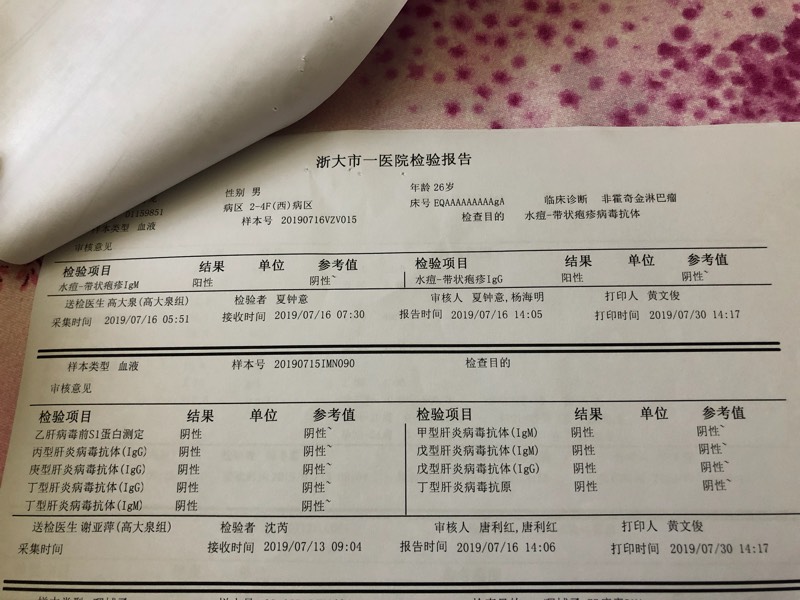 浙大市一医院检验报告
性别 男 年龄 26岁
01159851 病区 2-4F(西)病区 床号 EQAAAAAAAAAgA 临床诊断 非霍奇金淋巴瘤
样本类型 血液 样本号 20190716VZV015 检查目的 水痘-带状疱疹病毒抗体
审核意见
检验项目 结果 单位 参考值 检验项目 结果 单位 参考值
水痘-带状疱疹IgM 阳性 阴性~ 水痘-带状疱疹IgG 阳性 阴性~
送检医生 高大泉(高大泉组) 检验者 夏钟意 审核人 夏钟意,杨海明 打印人 黄文俊
采集时间 2019/07/16 05:51 接收时间 2019/07/16 07:30 报告时间 2019/07/16 14:05 打印时间 2019/07/30 14:17
样本类型 血液 样本号 20190715IMN090 检查目的
审核意见
检验项目 结果 单位 参考值 检验项目 结果 单位 参考值
乙肝病毒前S1蛋白测定 阴性 阴性~ 甲型肝炎病毒抗体(IgM) 阴性 阴性~
丙型肝炎病毒抗体(IgG) 阴性 阴性~ 戊型肝炎病毒抗体(IgM) 阴性 阴性~
庚型肝炎病毒抗体(IgG) 阴性 阴性~ 戊型肝炎病毒抗体(IgG) 阴性 阴性~
丁型肝炎病毒抗体(IgG) 阴性 阴性~ 丁型肝炎病毒抗原 阴性 阴性~
丁型肝炎病毒抗体(IgM) 阴性 阴性~
送检医生 谢亚萍(高大泉组) 检验者 沈芮 审核人 唐利红,唐利红 打印人 黄文俊
采集时间 接收时间 2019/07/13 09:04 报告时间 2019/07/16 14:06 打印时间 2019/07/30 14:17